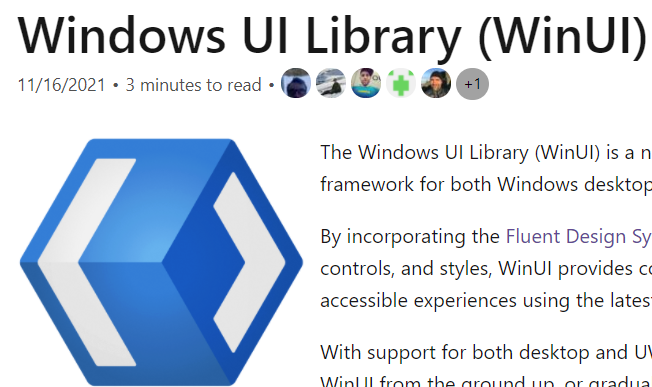 Windows UI Library (WinUI)
11/16/2021 • 3 minutes to read • +1
The Windows UI Library (WinUI) is a n
framework for both Windows desktop
By incorporating the Fluent Design Sy
controls, and styles, WinUI provides co
accessible experiences using the latest
With support for both desktop and UW
WinUI from the ground up, or gradua